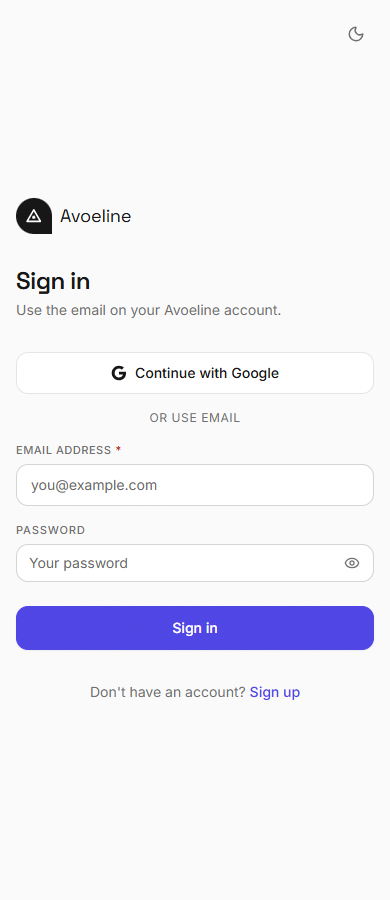 Avoeline
Sign in
Use the email on your Avoeline account.
Continue with Google
OR USE EMAIL
EMAIL ADDRESS *
you@example.com
PASSWORD
Your password
Sign in
Don't have an account? Sign up